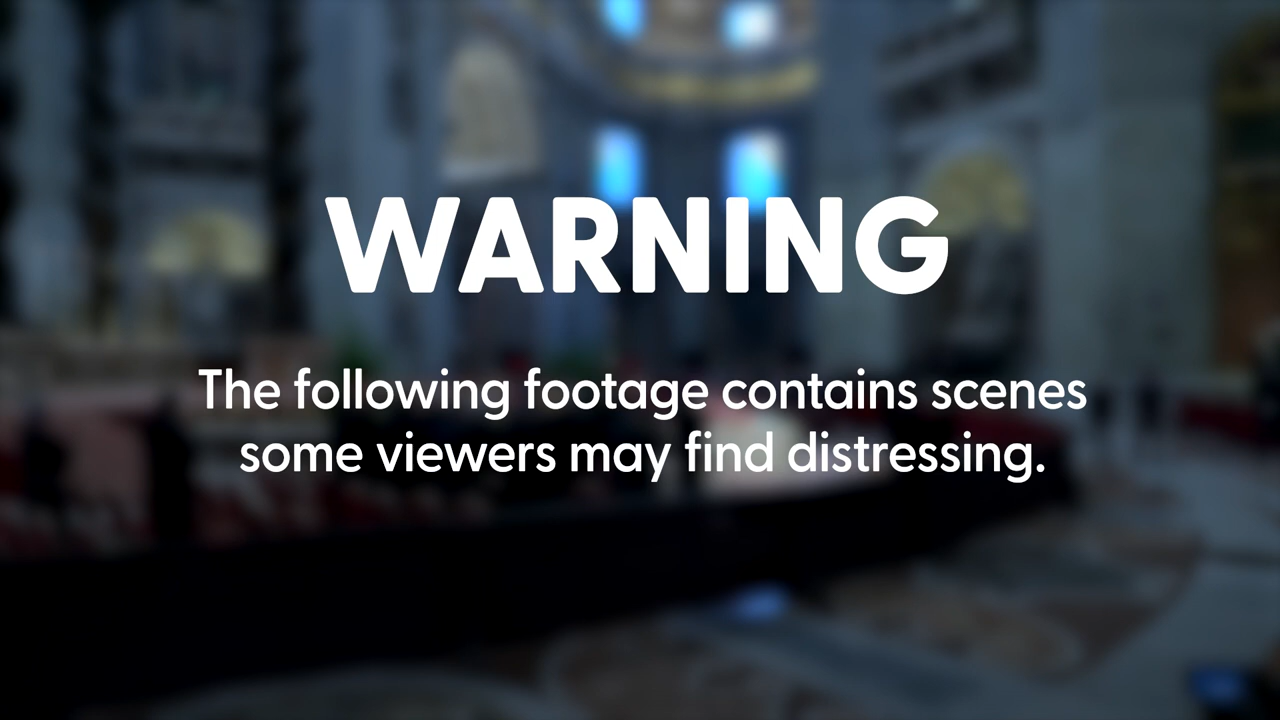 WARNING
The following footage contains scenes
some viewers may find distressing.